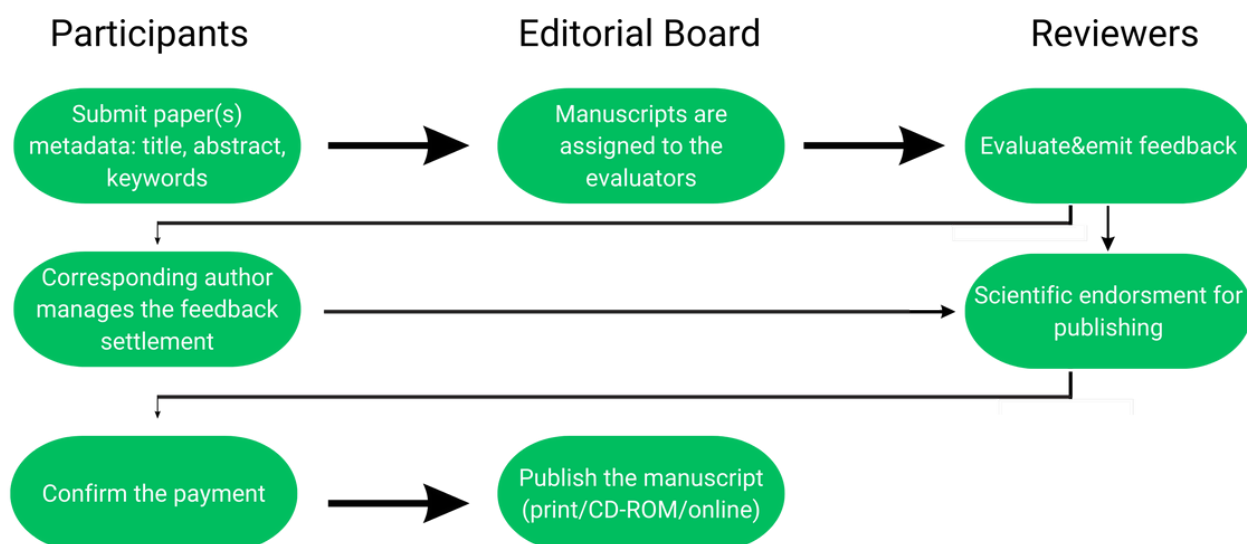 Participants
Editorial Board
Reviewers
Submit paper(s)
metadata: title, abstract,
keywords
Manuscripts are
assigned to the
evaluators
Evaluate&emit feedback
Corresponding author
manages the feedback
settlement
Scientific endorsment for
publishing
Confirm the payment
Publish the manuscript
(print/CD-ROM/online)